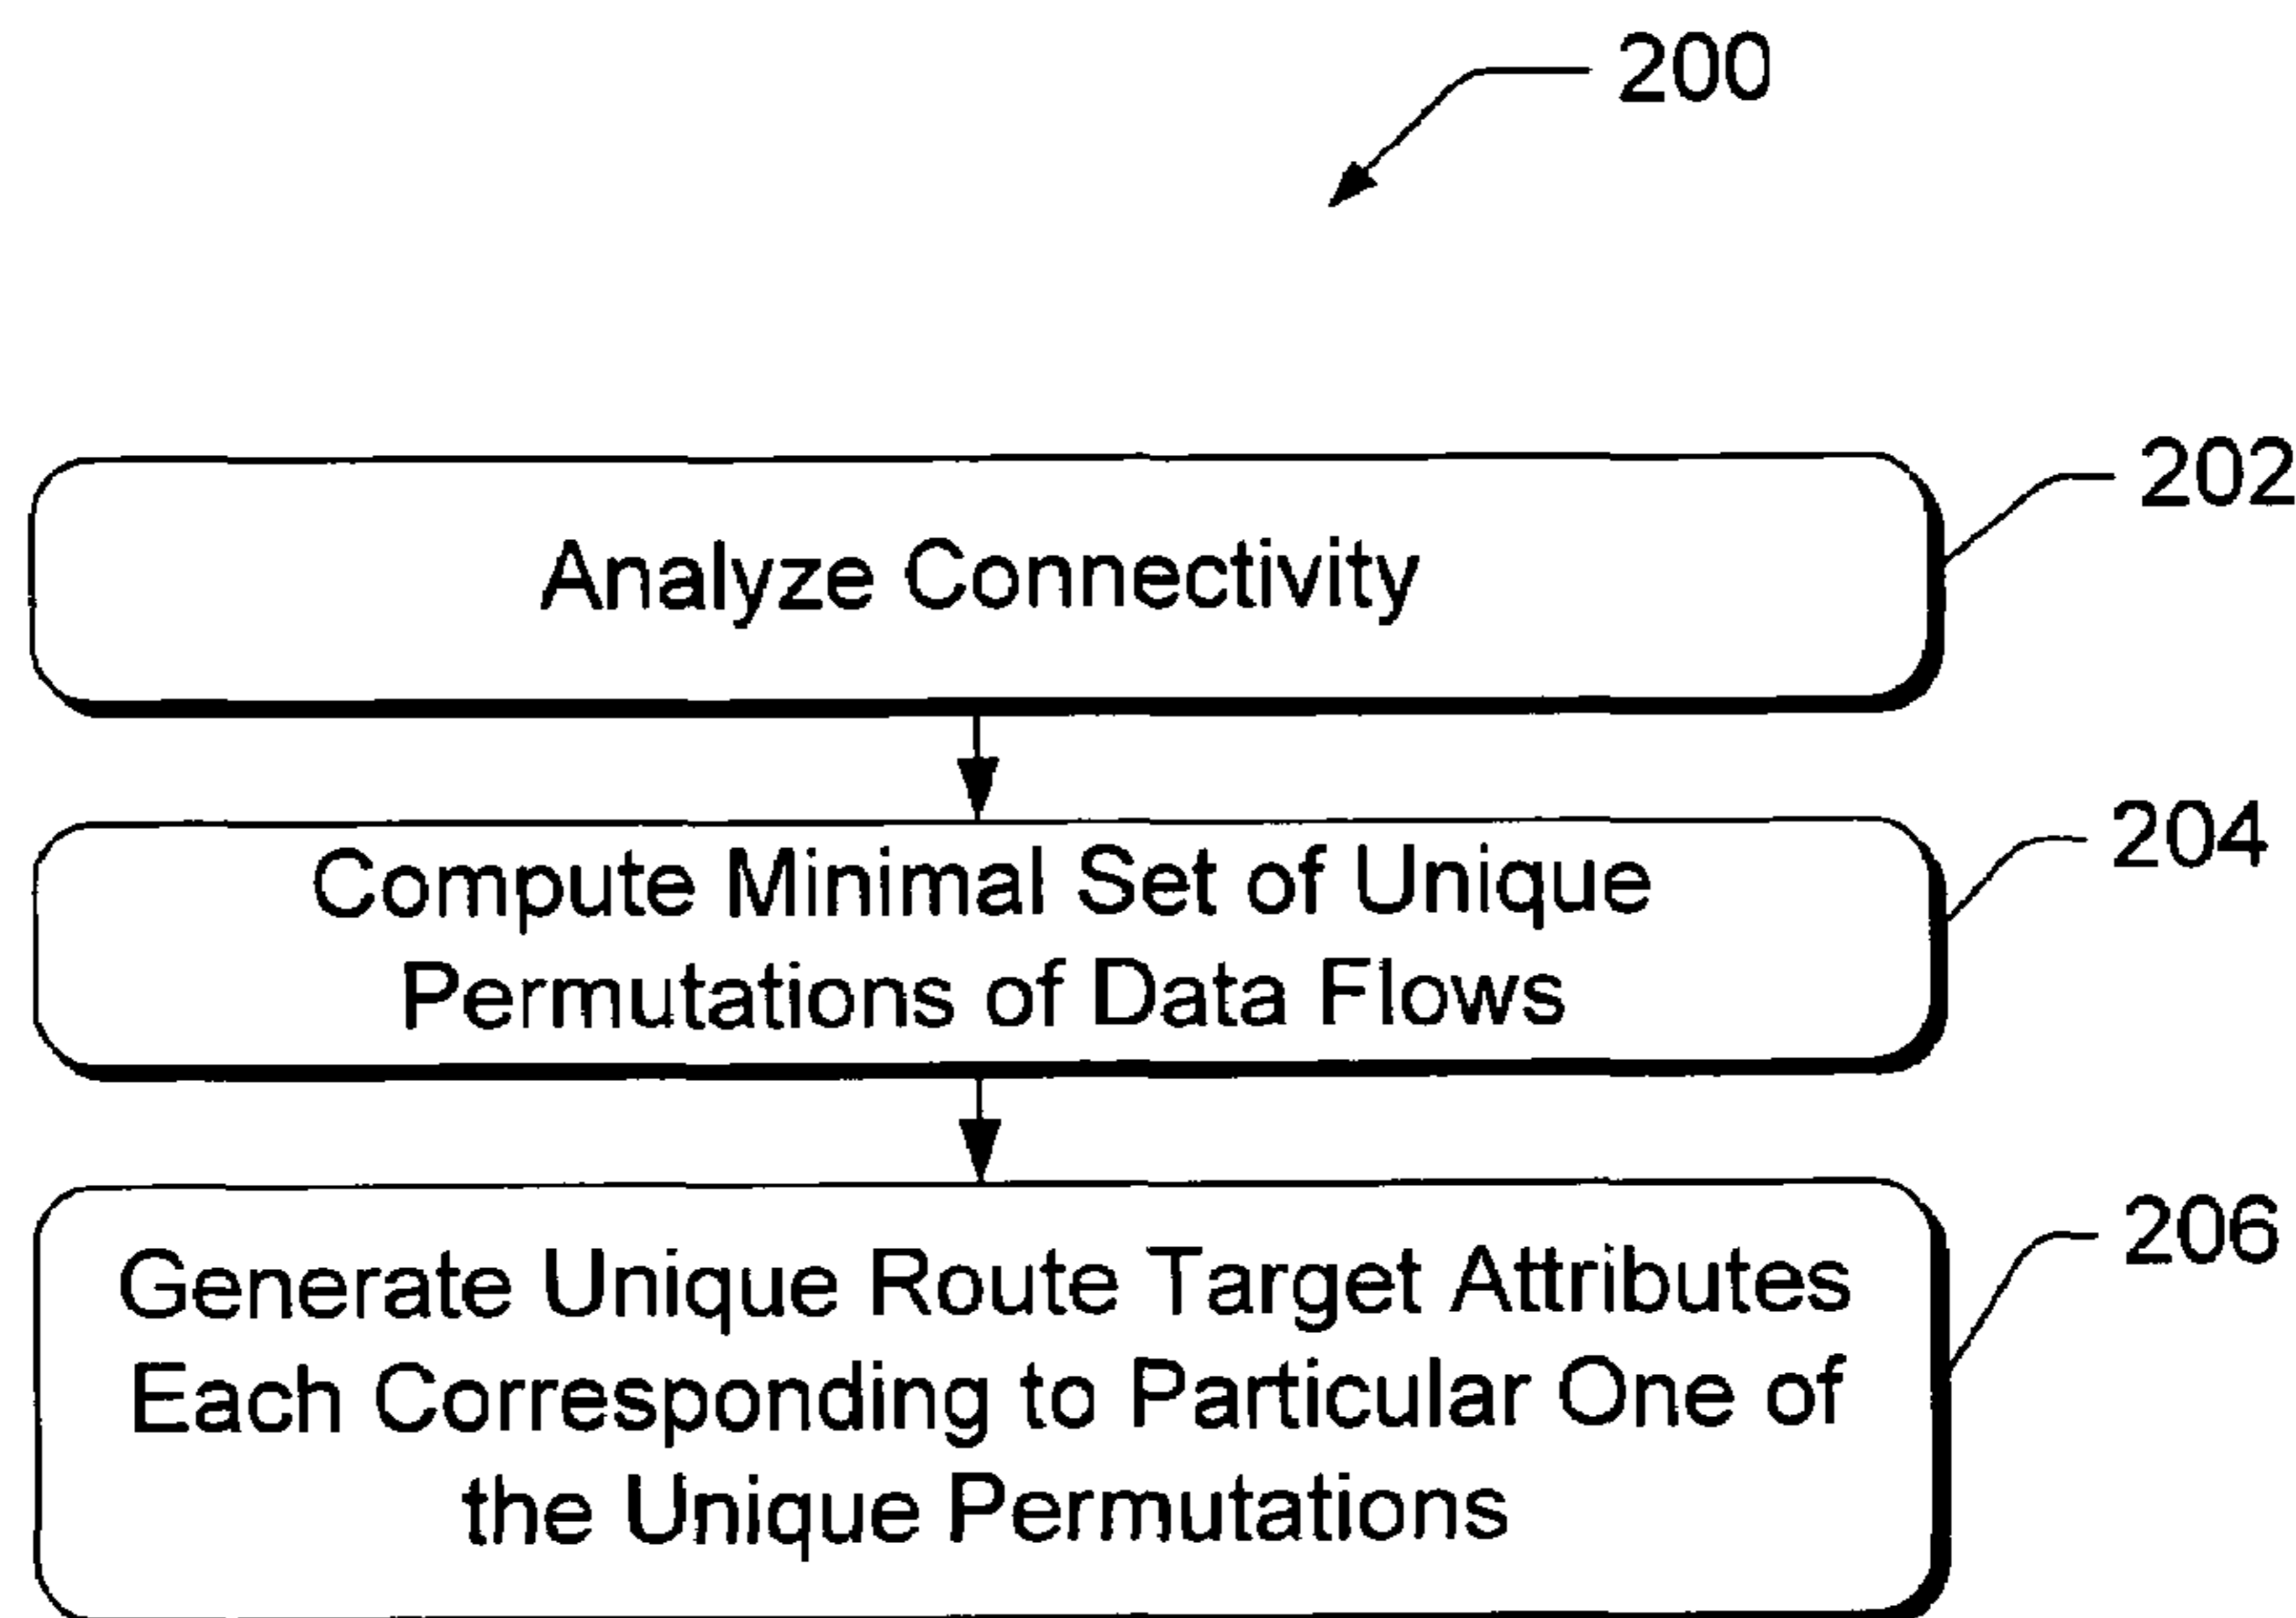 200
202
Analyze Connectivity
204
Compute Minimal Set of Unique
Permutations of Data Flows
206
Generate Unique Route Target Attributes
Each Corresponding to Particular One of
the Unique Permutations